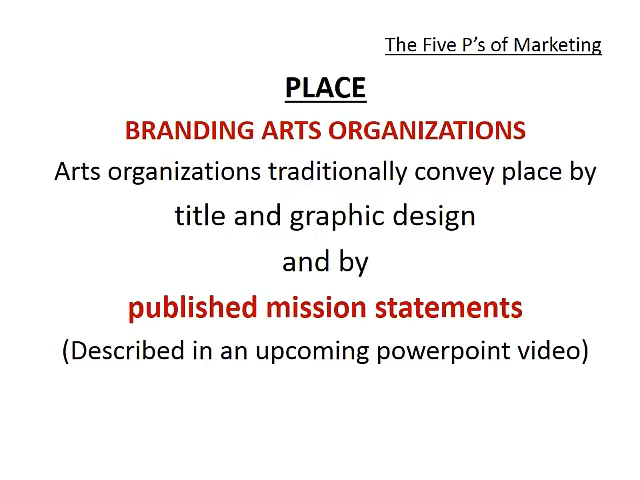 The Five P's of Marketing
PLACE
BRANDING ARTS ORGANIZATIONS
Arts organizations traditionally convey place by
title and graphic design
and by
published mission statements
(Described in an upcoming powerpoint video)